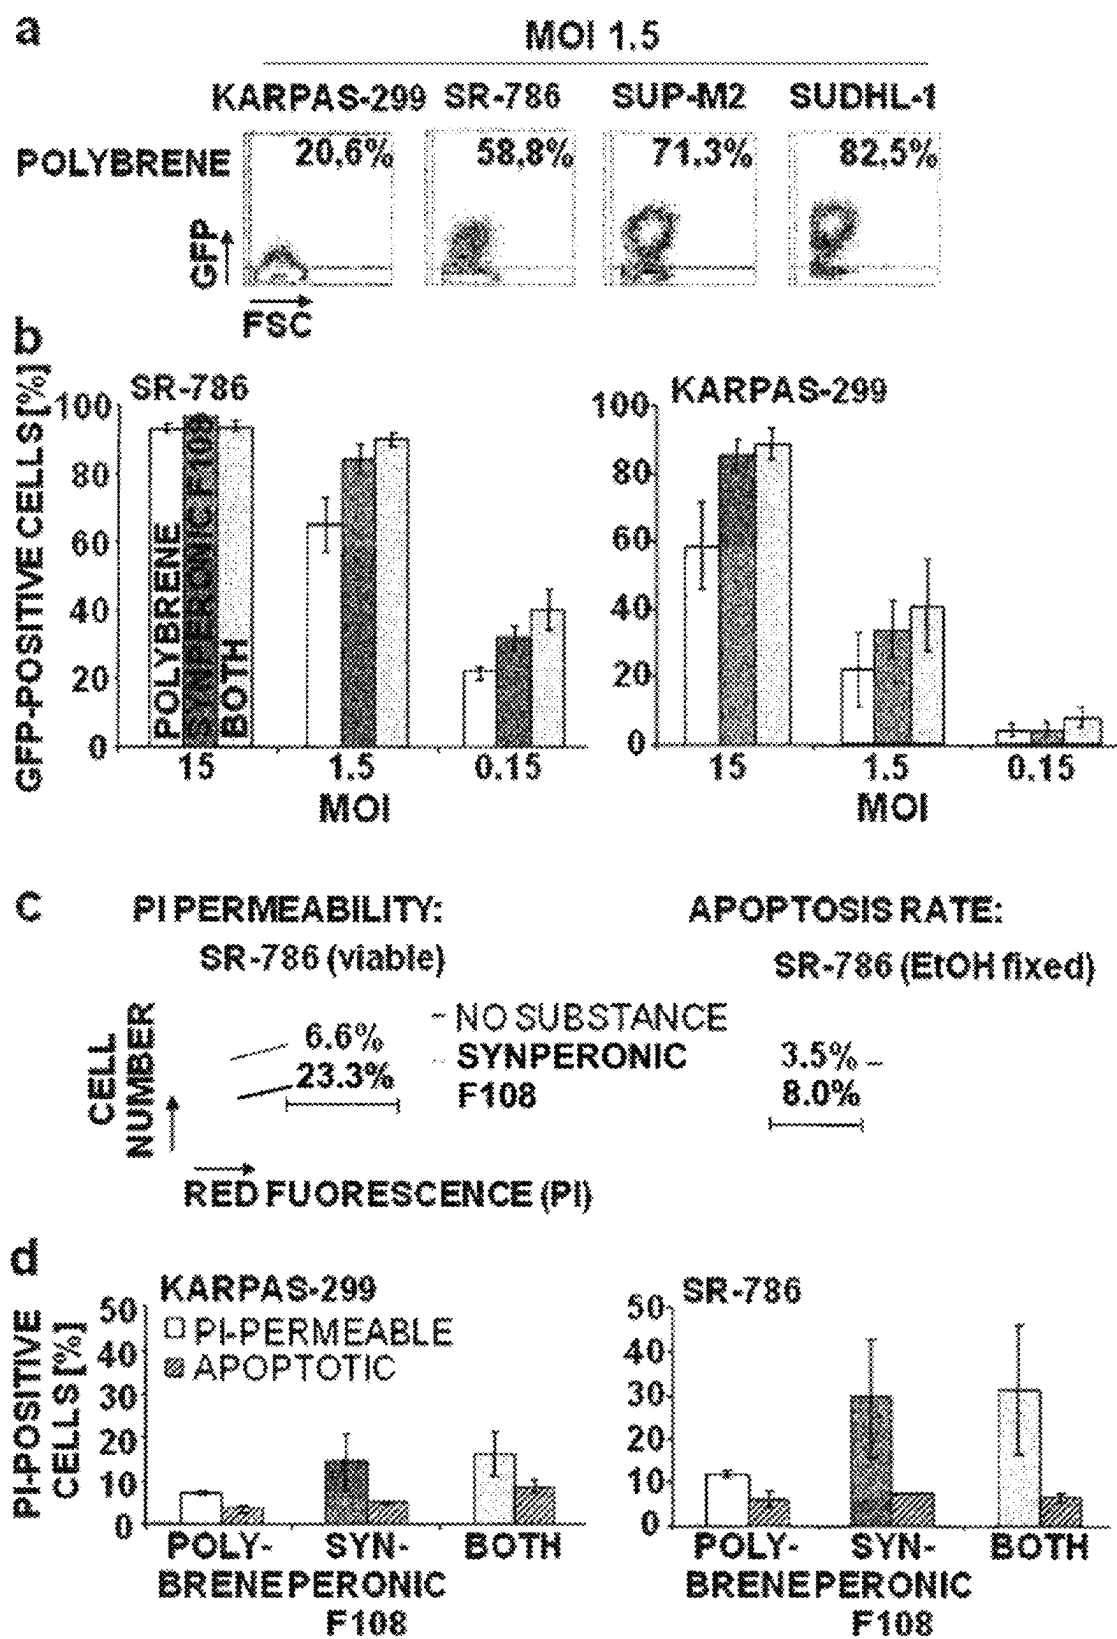 a
MOI 1.5
KARPAS-299 SR-786 SUP-M2 SUDHL-1
POLYBRENE 20,6% 58,8% 71,3% 82,5%
GFP
FSC
b
GFP-POSITIVE CELLS [%]
SR-786
100
80
60
40
20
0
POLYBRENE
SYNPERONIC F108
BOTH
15 1.5 0.15
MOI
KARPAS-299
100
80
60
40
20
0
15 1.5 0.15
MOI
c
PI PERMEABILITY:
SR-786 (viable)
APOPTOSIS RATE:
SR-786 (EtOH fixed)
CELL
NUMBER
6.6%
23.3%
NO SUBSTANCE
SYNPERONIC
F108
3.5%
8.0%
RED FUORESCENCE (PI)
d
PI-POSITIVE
CELLS [%]
KARPAS-299
PI-PERMEABLE
APOPTOTIC
50
40
30
20
10
0
POLY-
BRENE
SYN-
PERONIC
F108
BOTH
SR-786
50
40
30
20
10
0
POLY-
BRENE
SYN-
PERONIC
F108
BOTH